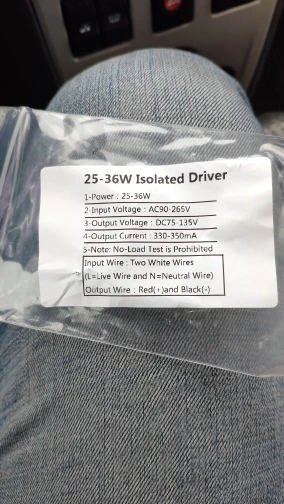 25-36W Isolated Driver
1-Power : 25-36W
2-Input Voltage : AC90-265V
3-Output Voltage : DC75-135V
4-Output Current : 330-350mA
5-Note: No-Load Test is Prohibited
Input Wire : Two White Wires
(L=Live Wire and N=Neutral Wire)
Output Wire : Red(+)and Black(-)